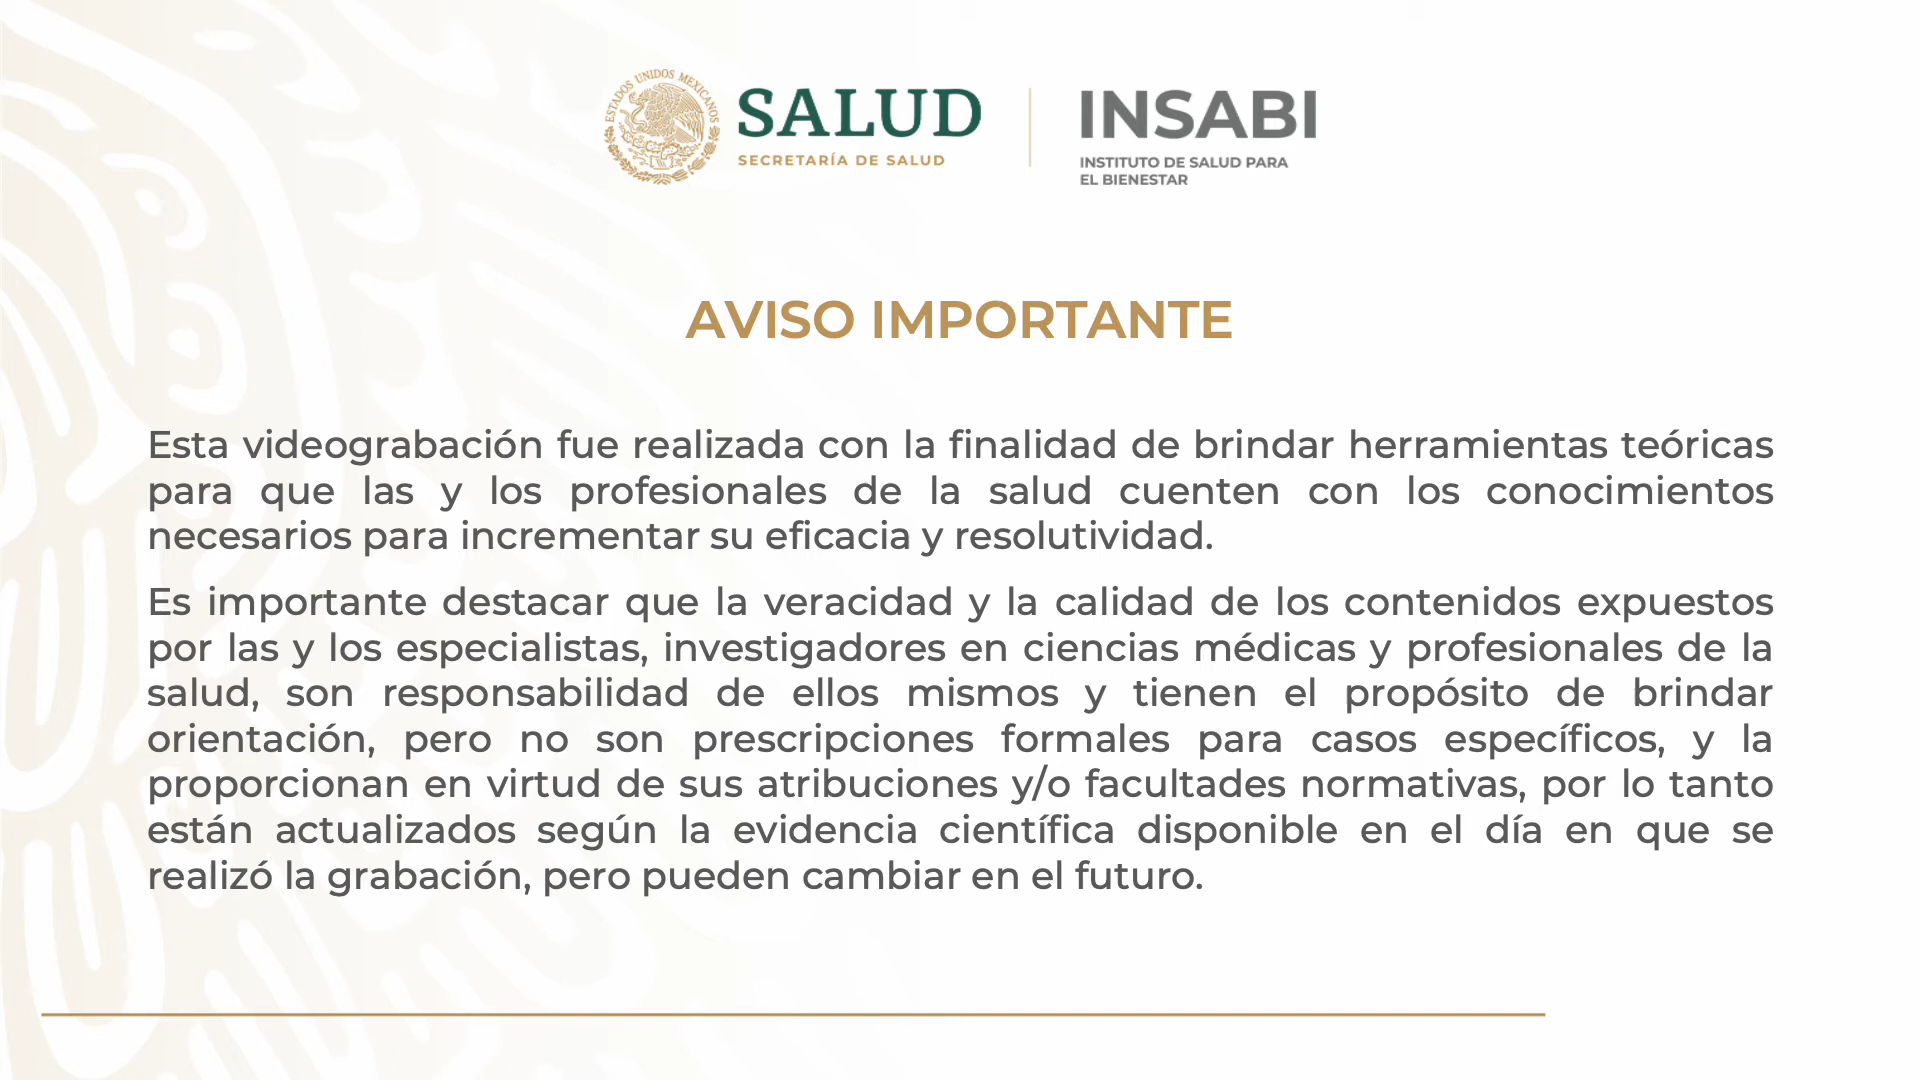 ESTADOS UNIDOS MEXICANOS
SALUD
SECRETARÍA DE SALUD
INSABI
INSTITUTO DE SALUD PARA
EL BIENESTAR
AVISO IMPORTANTE
Esta videograbación fue realizada con la finalidad de brindar herramientas teóricas
para que las y los profesionales de la salud cuenten con los conocimientos
necesarios para incrementar su eficacia y resolutividad.
Es importante destacar que la veracidad y la calidad de los contenidos expuestos
por las y los especialistas, investigadores en ciencias médicas y profesionales de la
salud, son responsabilidad de ellos mismos y tienen el propósito de brindar
orientación, pero no son prescripciones formales para casos específicos, y la
proporcionan en virtud de sus atribuciones y/o facultades normativas, por lo tanto
están actualizados según la evidencia científica disponible en el día en que se
realizó la grabación, pero pueden cambiar en el futuro.